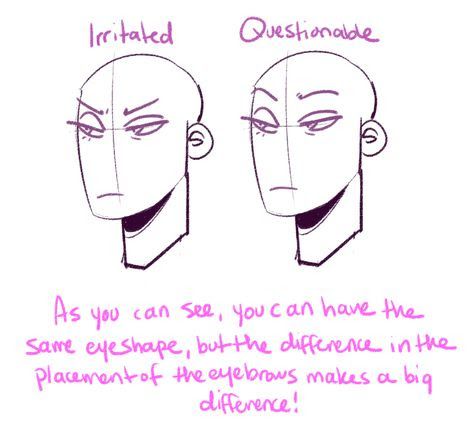 Irritated
Questionable
As you can see, you can have the
same eyeshape, but the difference in the
placement of the eyebrows makes a big
difference!